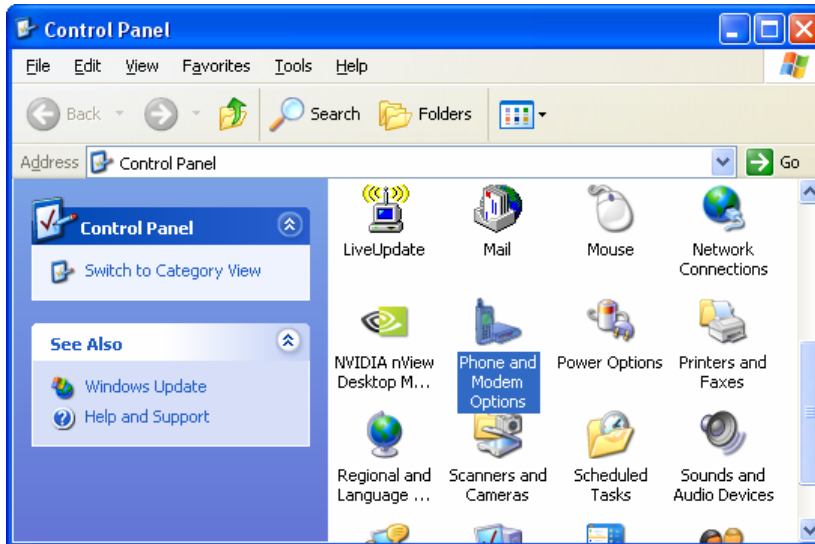 Control Panel
File Edit View Favorites Tools Help
Back Search Folders
Address Control Panel Go
Control Panel
Switch to Category View
See Also
Windows Update
Help and Support
LiveUpdate Mail Mouse Network
Connections
NVIDIA nView Phone and Power Options Printers and
Desktop M... Modem Faxes
Options
Regional and Scanners and Scheduled Sounds and
Language ... Cameras Tasks Audio Devices